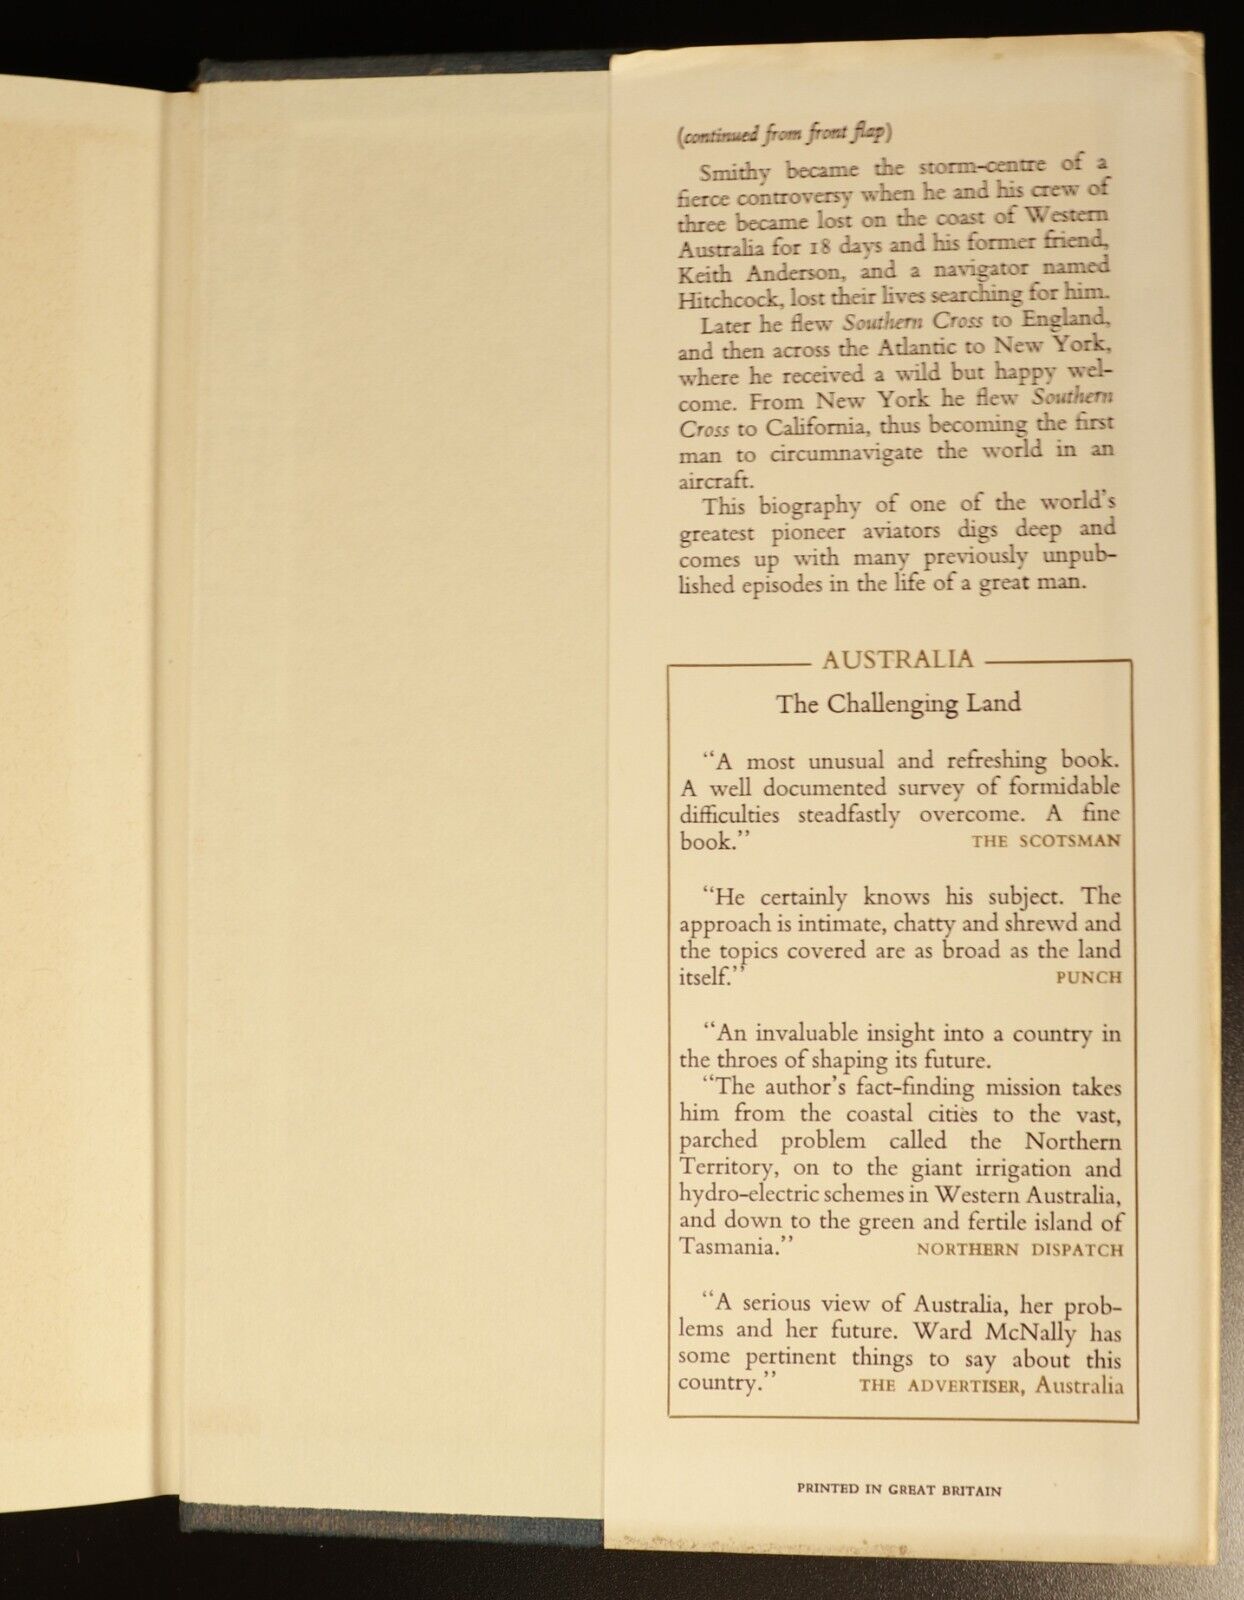 (continued from front flap)
Smithy became the storm-centre of a
fierce controversy when he and his crew of
three became lost on the coast of Western
Australia for 18 days and his former friend,
Keith Anderson, and a navigator named
Hitchcock, lost their lives searching for him.
Later he flew Southern Cross to England,
and then across the Atlantic to New York,
where he received a wild but happy wel-
come. From New York he flew Southern
Cross to California, thus becoming the first
man to circumnavigate the world in an
aircraft.
This biography of one of the world's
greatest pioneer aviators digs deep and
comes up with many previously unpub-
lished episodes in the life of a great man.
AUSTRALIA
The Challenging Land
“A most unusual and refreshing book.
A well documented survey of formidable
difficulties steadfastly overcome. A fine
book.” THE SCOTSMAN
“He certainly knows his subject. The
approach is intimate, chatty and shrewd and
the topics covered are as broad as the land
itself.” PUNCH
“An invaluable insight into a country in
the throes of shaping its future.
“The author's fact-finding mission takes
him from the coastal cities to the vast,
parched problem called the Northern
Territory, on to the giant irrigation and
hydro-electric schemes in Western Australia,
and down to the green and fertile island of
Tasmania.” NORTHERN DISPATCH
“A serious view of Australia, her prob-
lems and her future. Ward McNally has
some pertinent things to say about this
country.” THE ADVERTISER, Australia
PRINTED IN GREAT BRITAIN